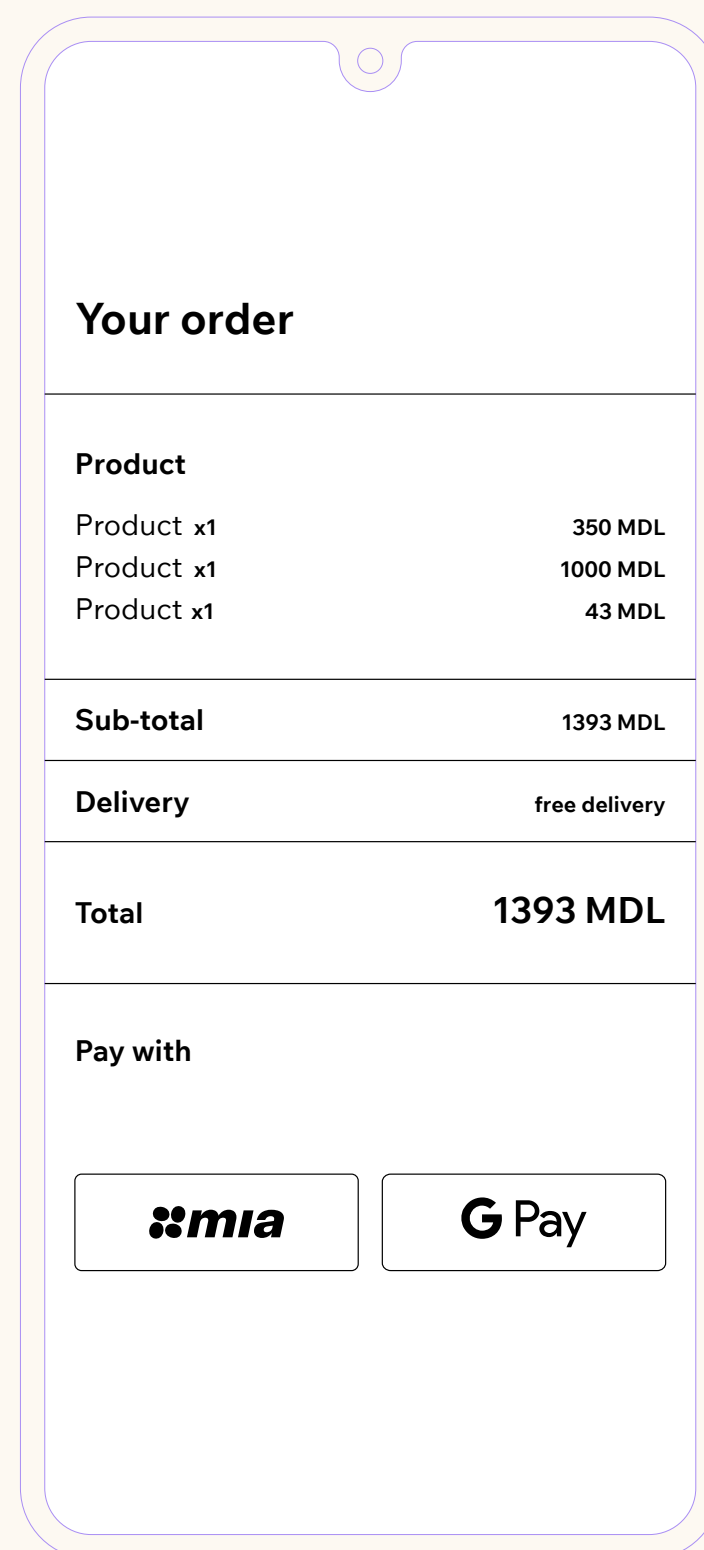 Your order
Product
Product x1 350 MDL
Product x1 1000 MDL
Product x1 43 MDL
Sub-total 1393 MDL
Delivery free delivery
Total 1393 MDL
Pay with
mia G Pay